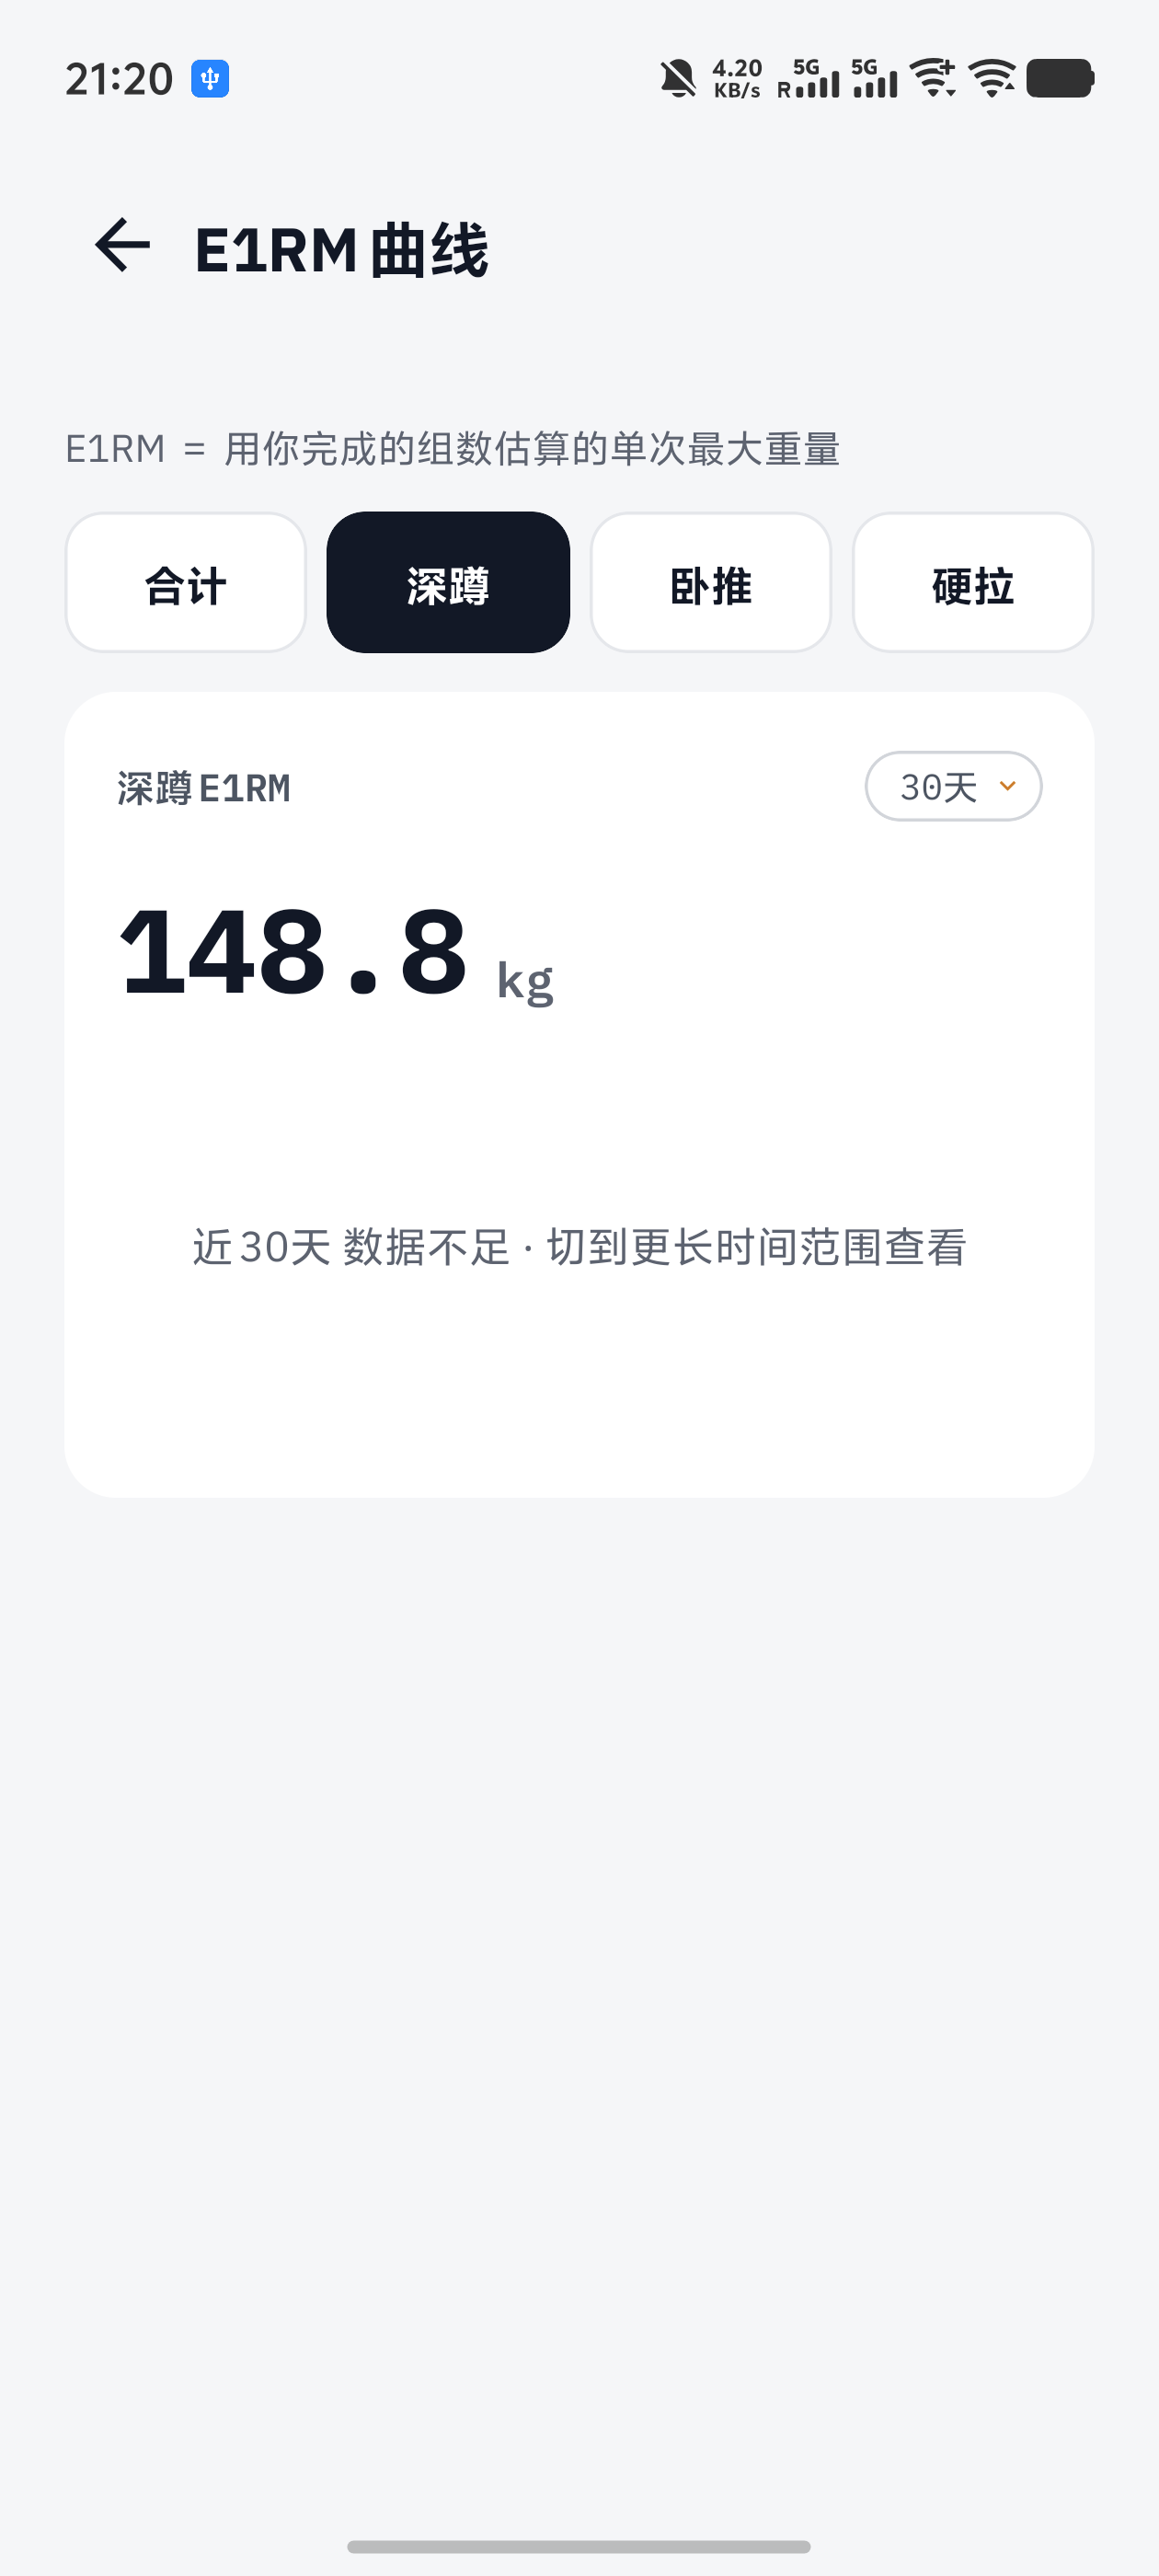 21:20
4.20 KB/s R 5G 5G
E1RM 曲线
E1RM = 用你完成的组数估算的单次最大重量
合计 深蹲 卧推 硬拉
深蹲 E1RM 30天
148.8 kg
近 30天 数据不足 · 切到更长时间范围查看